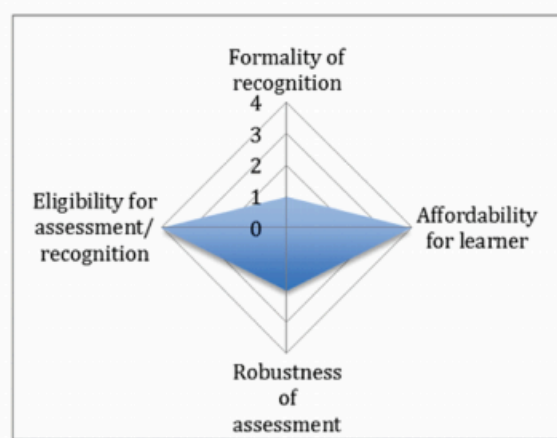 Formality of
recognition
4
3
2
1
0
Eligibility for
assessment/
recognition
Affordability
for learner
Robustness
of
assessment